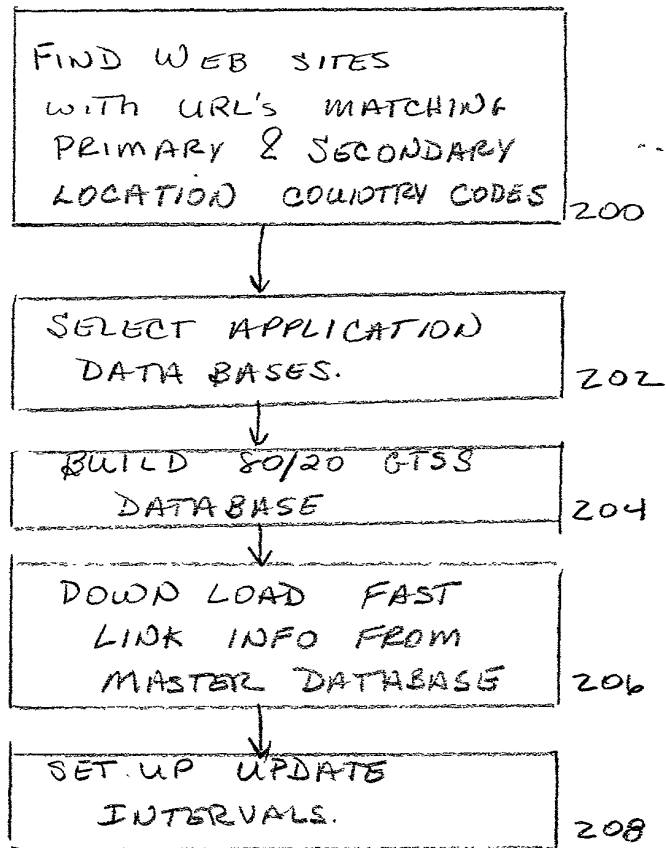 FIND WEB SITES
WITH URL'S MATCHING
PRIMARY & SECONDARY
LOCATION COUNTRY CODES
200
SELECT APPLICATION
DATA BASES.
202
BUILD 80/20 GTSS
DATABASE
204
DOWN LOAD FAST
LINK INFO FROM
MASTER DATABASE
206
SET UP UPDATE
INTERVALS.
208